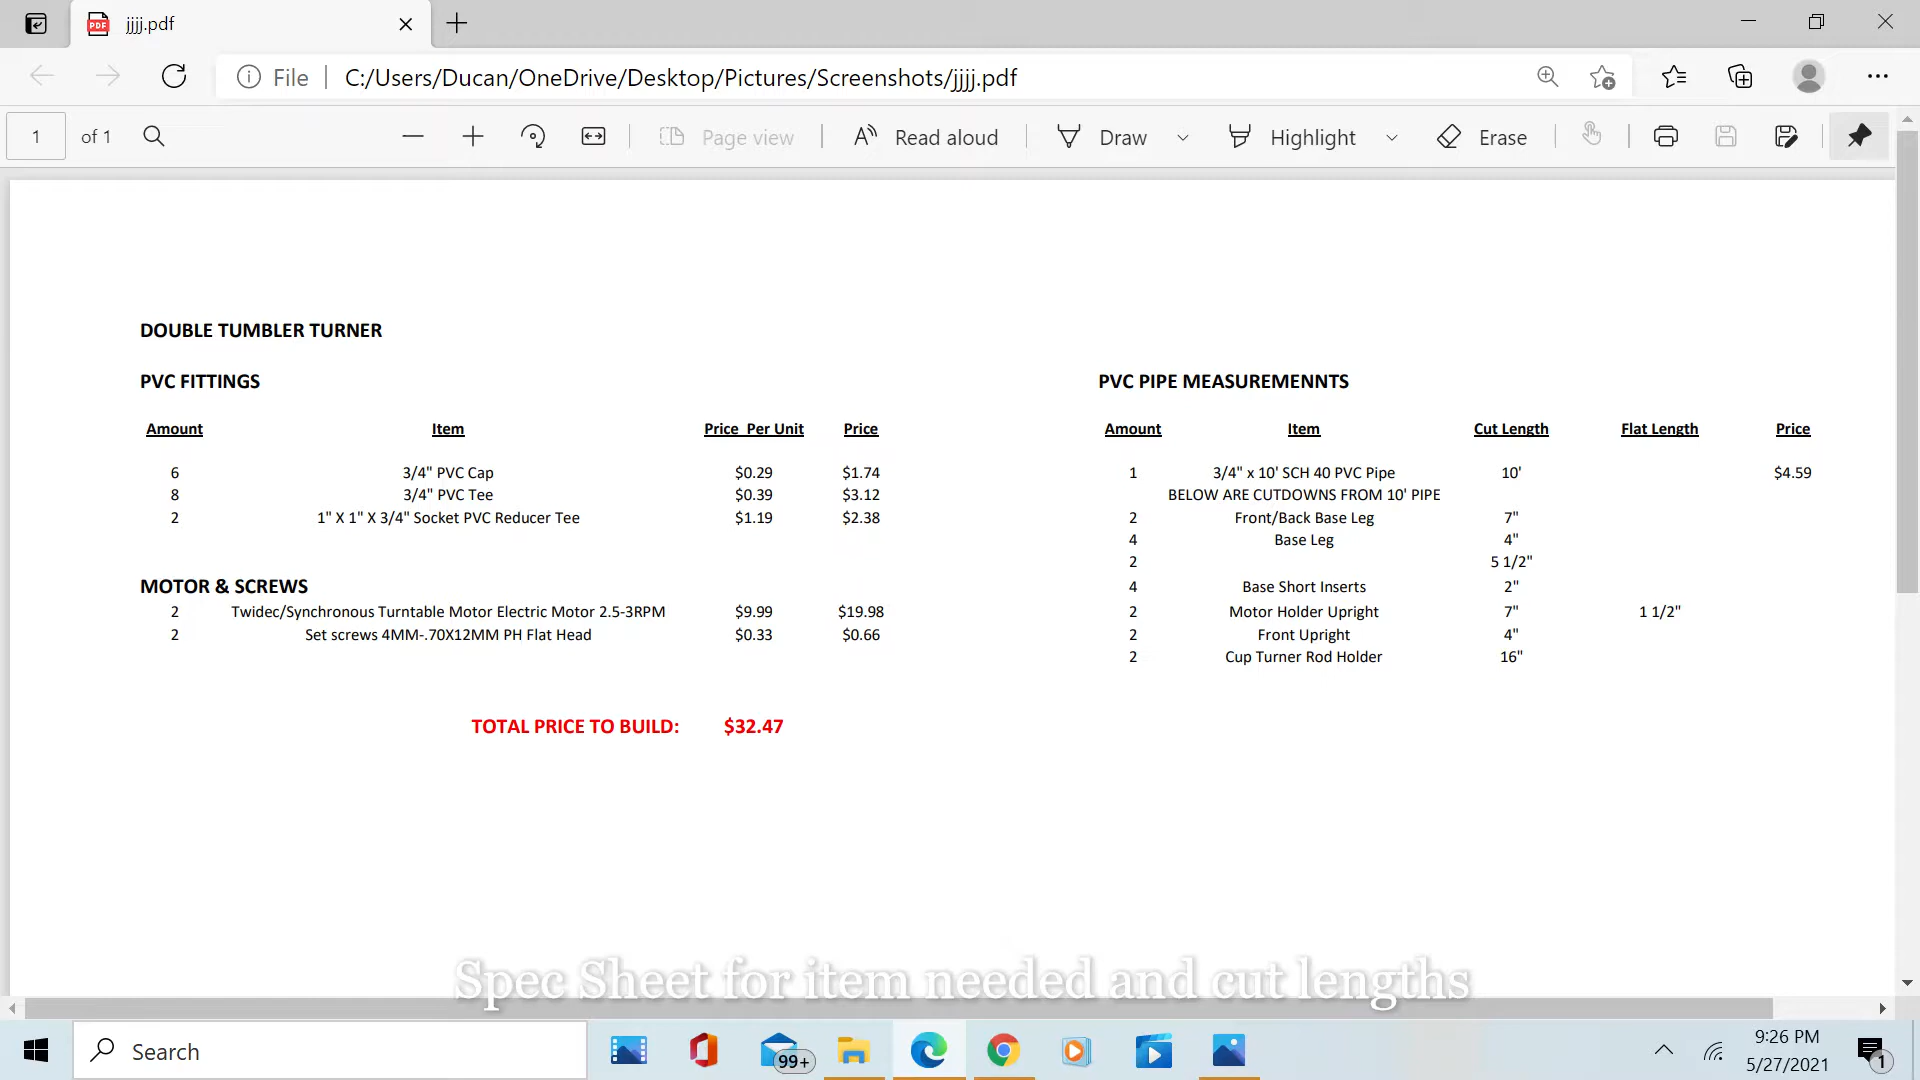 jjjj.pdf
File
C:/Users/Ducan/OneDrive/Desktop/Pictures/Screenshots/jjjj.pdf
1 of 1
Page view
Read aloud
Draw
Highlight
Erase
DOUBLE TUMBLER TURNER
PVC FITTINGS
Amount Item Price Per Unit Price
6 3/4" PVC Cap $0.29 $1.74
8 3/4" PVC Tee $0.39 $3.12
2 1" X 1" X 3/4" Socket PVC Reducer Tee $1.19 $2.38
MOTOR & SCREWS
2 Twidec/Synchronous Turntable Motor Electric Motor 2.5-3RPM $9.99 $19.98
2 Set screws 4MM-.70X12MM PH Flat Head $0.33 $0.66
TOTAL PRICE TO BUILD: $32.47
PVC PIPE MEASUREMENNTS
Amount Item Cut Length Flat Length Price
1 3/4" x 10' SCH 40 PVC Pipe 10' $4.59
BELOW ARE CUTDOWNS FROM 10' PIPE
2 Front/Back Base Leg 7"
4 Base Leg 4"
2 5 1/2"
4 Base Short Inserts 2"
2 Motor Holder Upright 7" 1 1/2"
2 Front Upright 4"
2 Cup Turner Rod Holder 16"
Spec Sheet for item needed and cut lengths
Search
99+
9:26 PM
5/27/2021
1